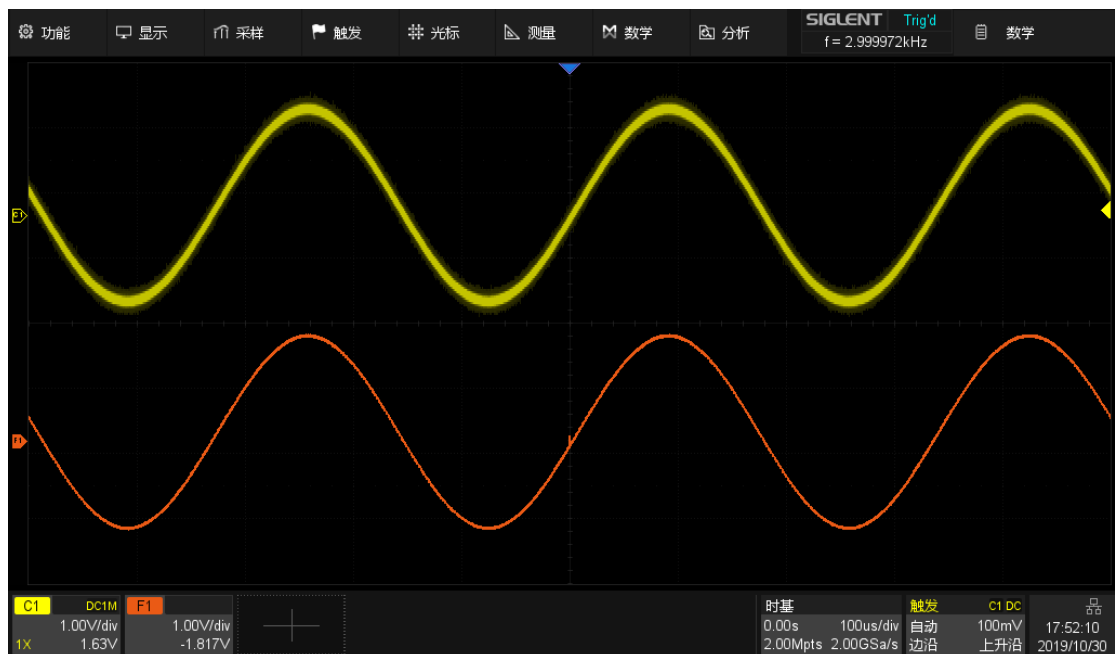 功能 显示 采样 触发 光标 测量 数学 分析 SIGLENT Trig'd 数学
f = 2.999972kHz
C1
F1
C1 DC1M F1 时基 触发 C1 DC
1.00V/div 1.00V/div 0.00s 100us/div 自动 100mV 17:52:10
1X 1.63V -1.817V 2.00Mpts 2.00GSa/s 边沿 上升沿 2019/10/30